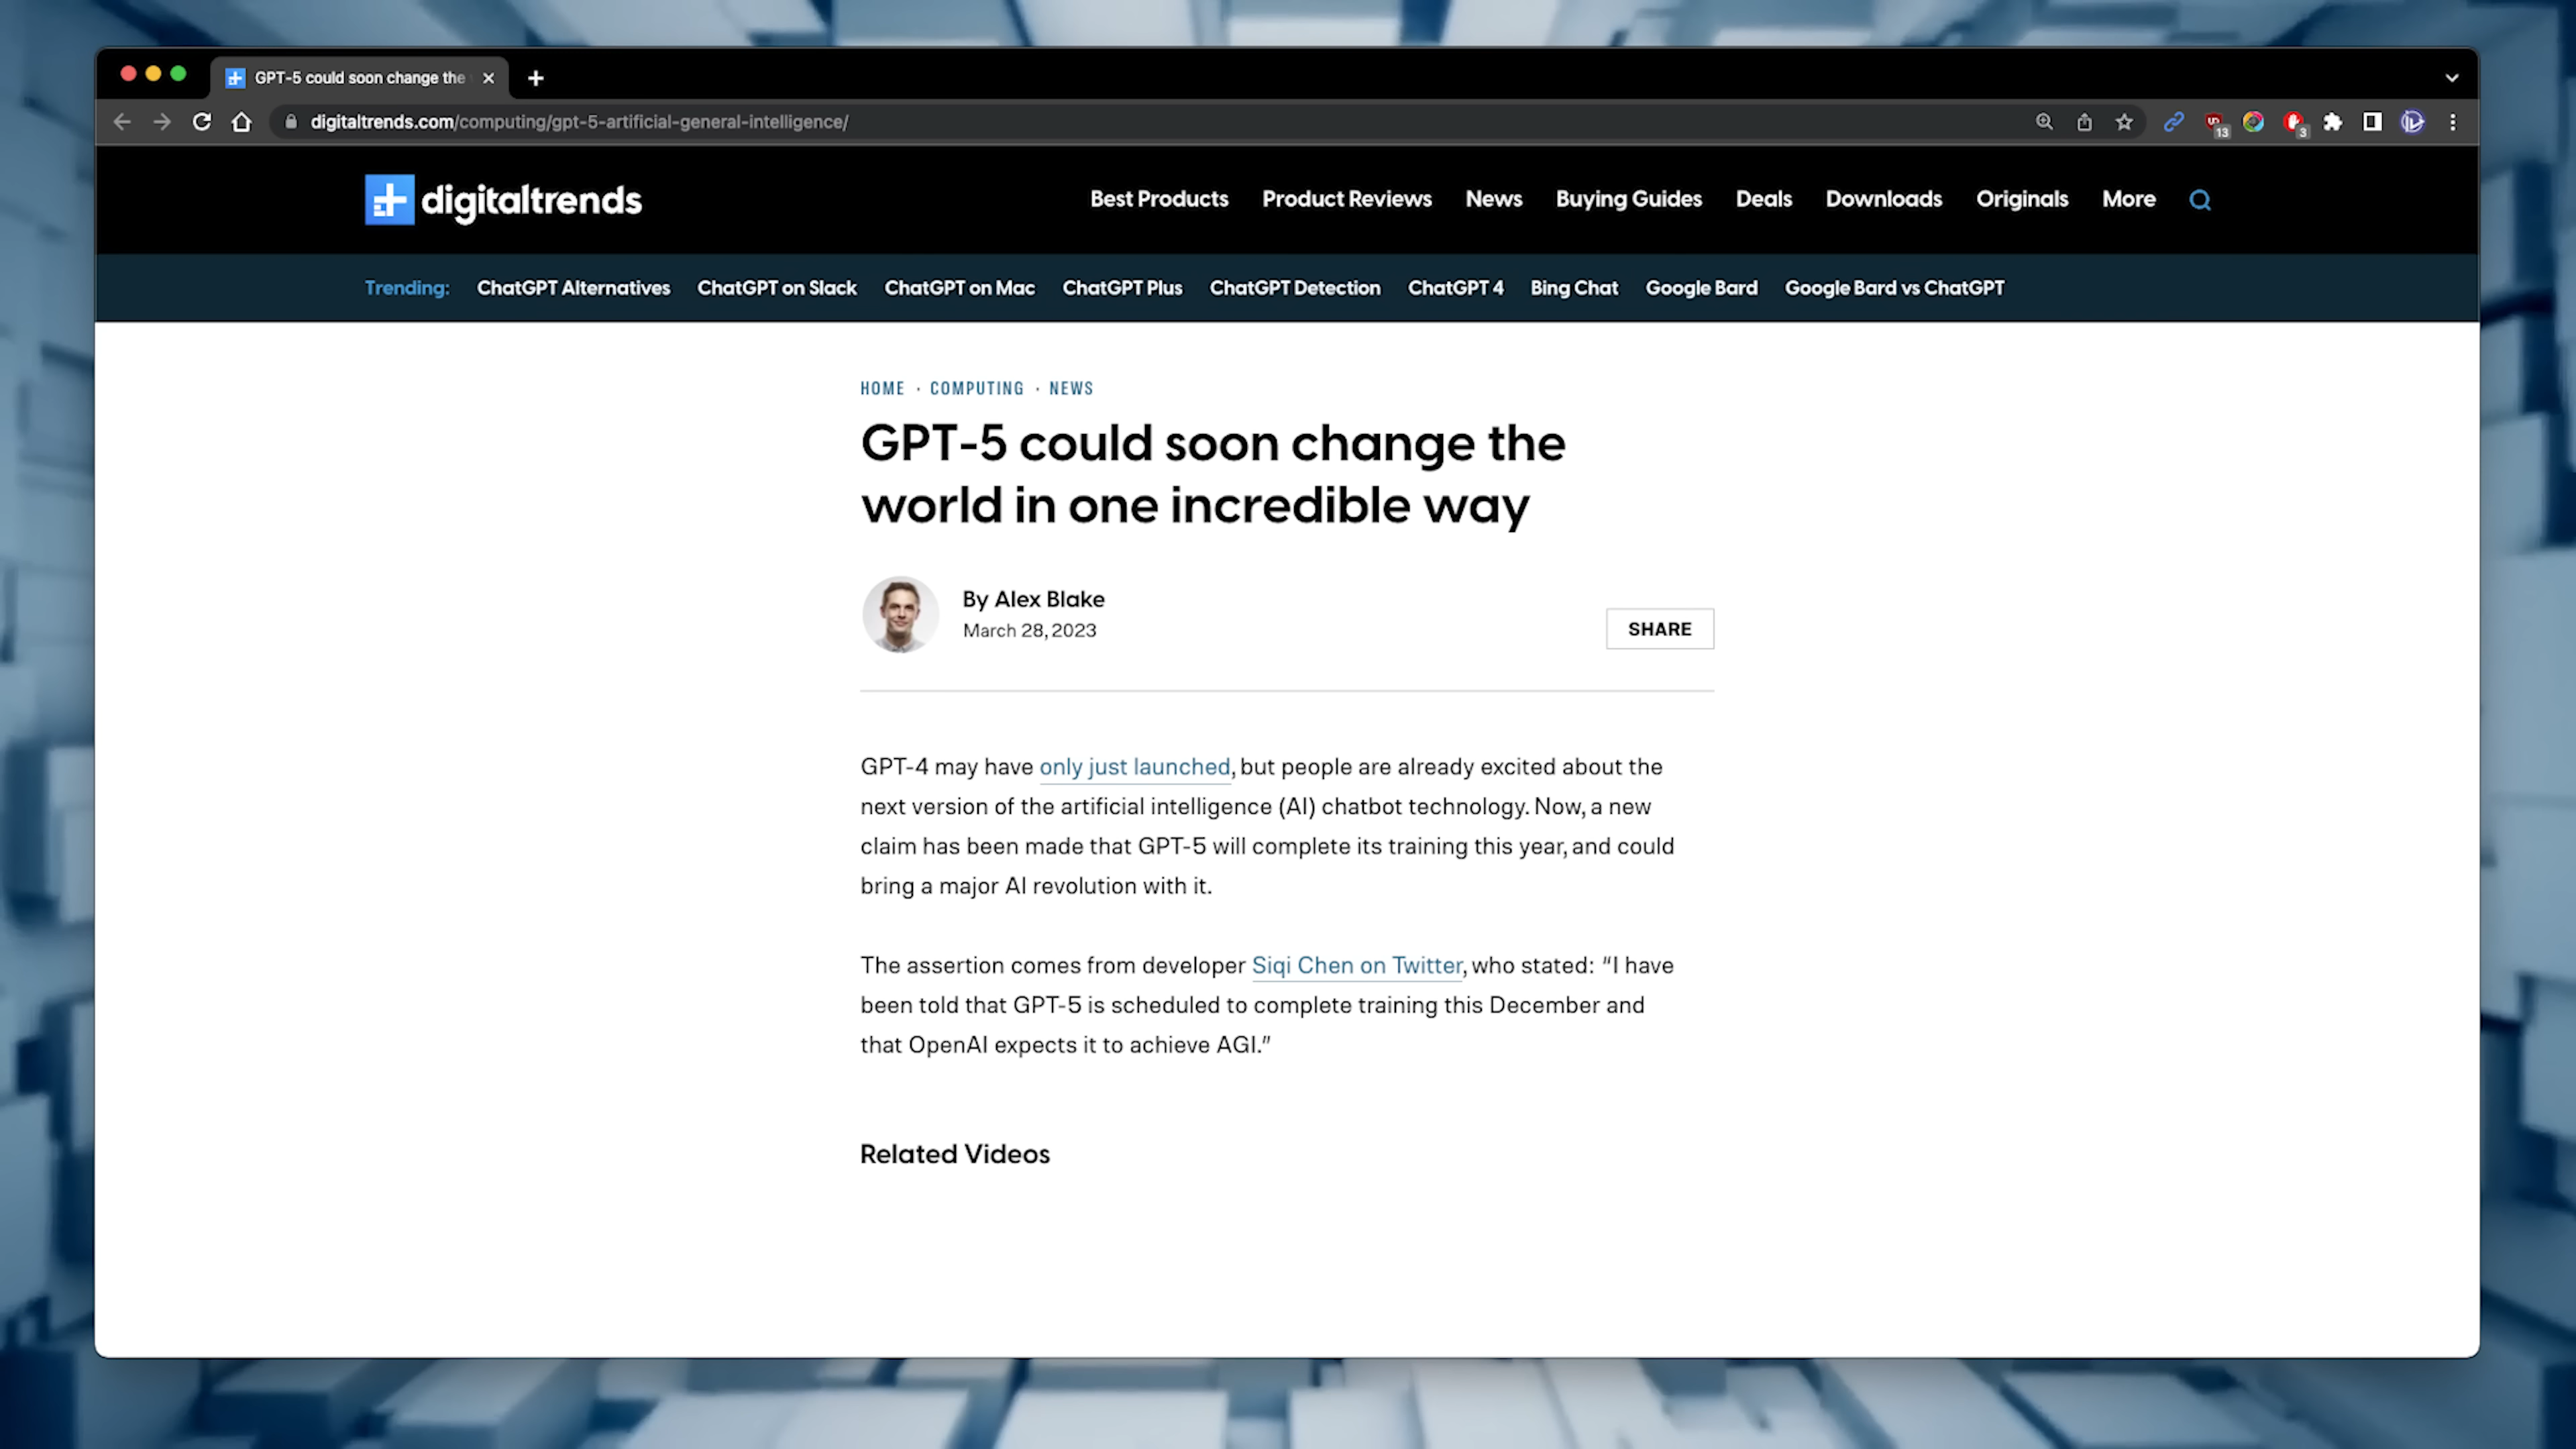 GPT-5 could soon change the
digitaltrends.com/computing/gpt-5-artificial-general-intelligence/
13
3
digitaltrends
Best Products Product Reviews News Buying Guides Deals Downloads Originals More
Trending: ChatGPT Alternatives ChatGPT on Slack ChatGPT on Mac ChatGPT Plus ChatGPT Detection ChatGPT 4 Bing Chat Google Bard Google Bard vs ChatGPT
HOME · COMPUTING · NEWS
GPT-5 could soon change the
world in one incredible way
By Alex Blake
March 28, 2023
SHARE
GPT-4 may have only just launched, but people are already excited about the
next version of the artificial intelligence (AI) chatbot technology. Now, a new
claim has been made that GPT-5 will complete its training this year, and could
bring a major AI revolution with it.
The assertion comes from developer Siqi Chen on Twitter, who stated: “I have
been told that GPT-5 is scheduled to complete training this December and
that OpenAI expects it to achieve AGI.”
Related Videos